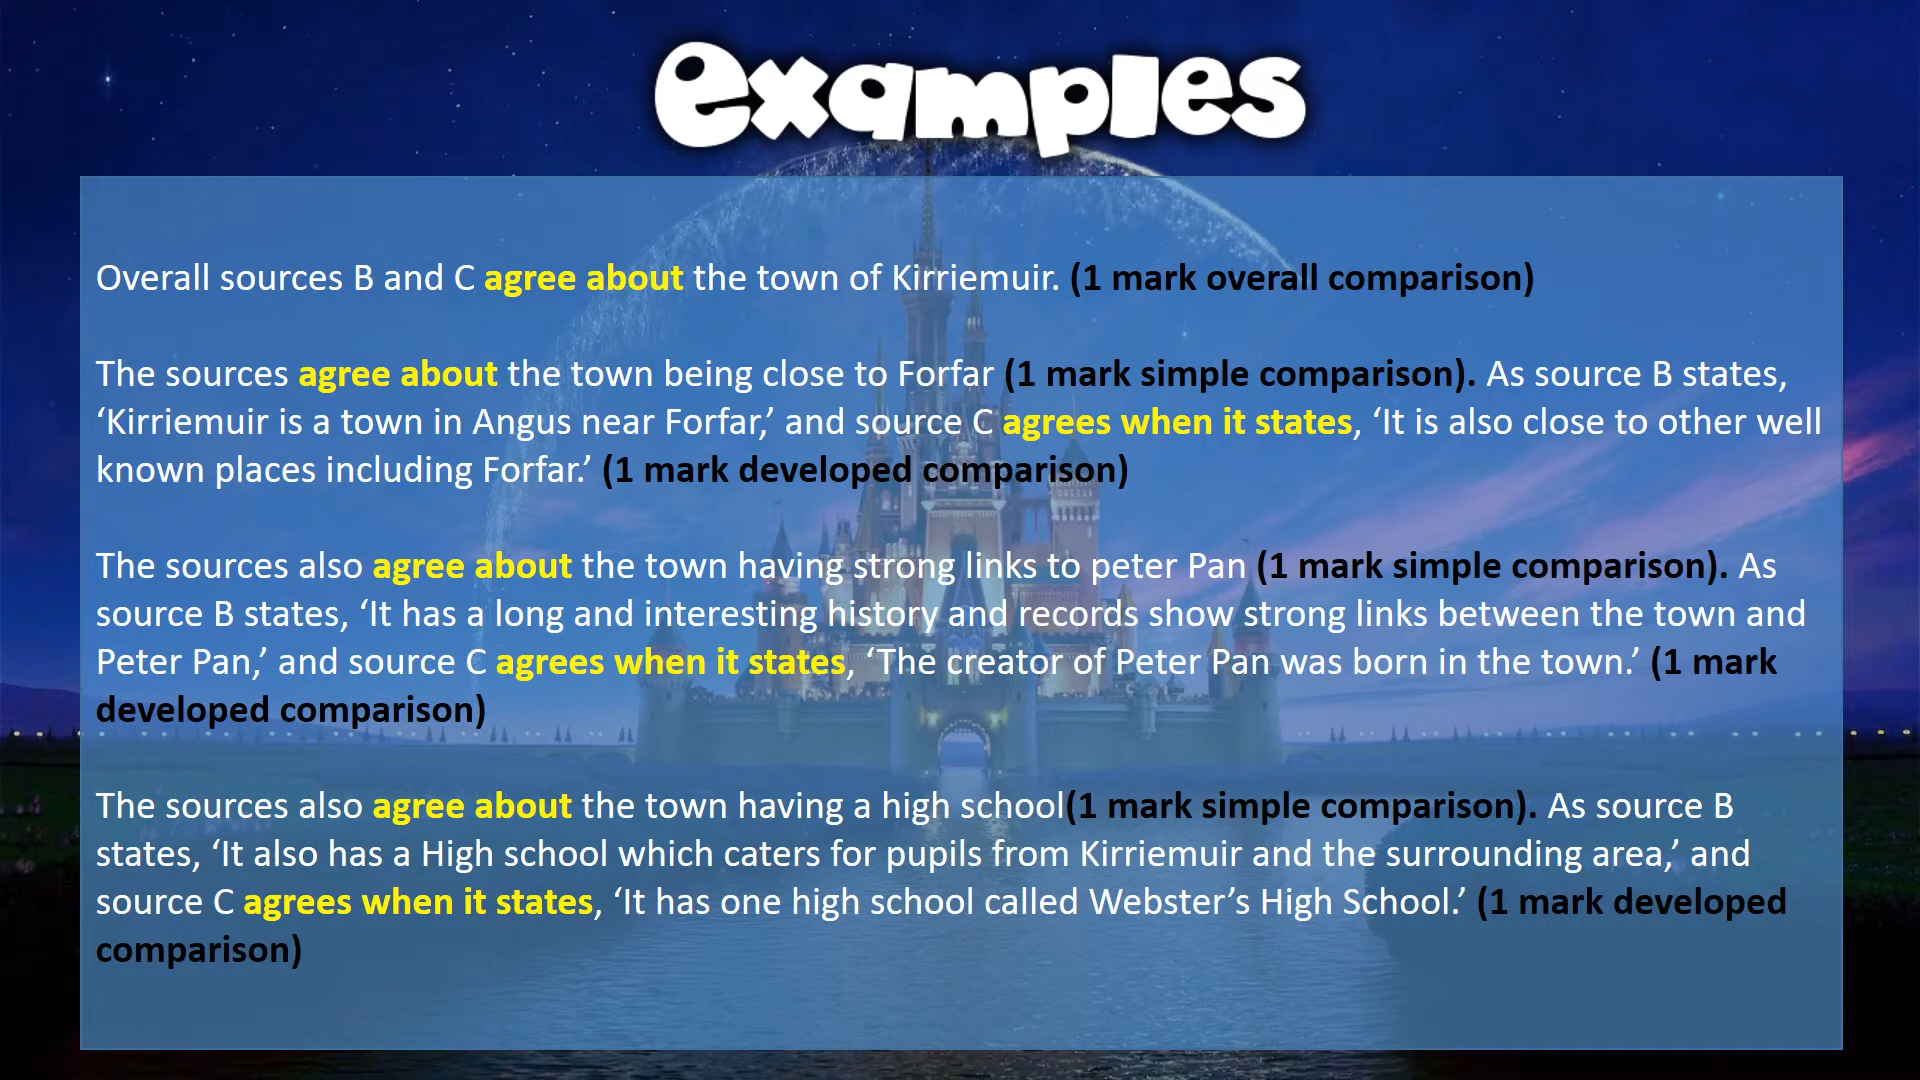 examples
Overall sources B and C agree about the town of Kirriemuir. (1 mark overall comparison)
The sources agree about the town being close to Forfar (1 mark simple comparison). As source B states,
‘Kirriemuir is a town in Angus near Forfar,’ and source C agrees when it states, ‘It is also close to other well
known places including Forfar.’ (1 mark developed comparison)
The sources also agree about the town having strong links to peter Pan (1 mark simple comparison). As
source B states, ‘It has a long and interesting history and records show strong links between the town and
Peter Pan,’ and source C agrees when it states, ‘The creator of Peter Pan was born in the town.’ (1 mark
developed comparison)
The sources also agree about the town having a high school(1 mark simple comparison). As source B
states, ‘It also has a High school which caters for pupils from Kirriemuir and the surrounding area,’ and
source C agrees when it states, ‘It has one high school called Webster’s High School.’ (1 mark developed
comparison)